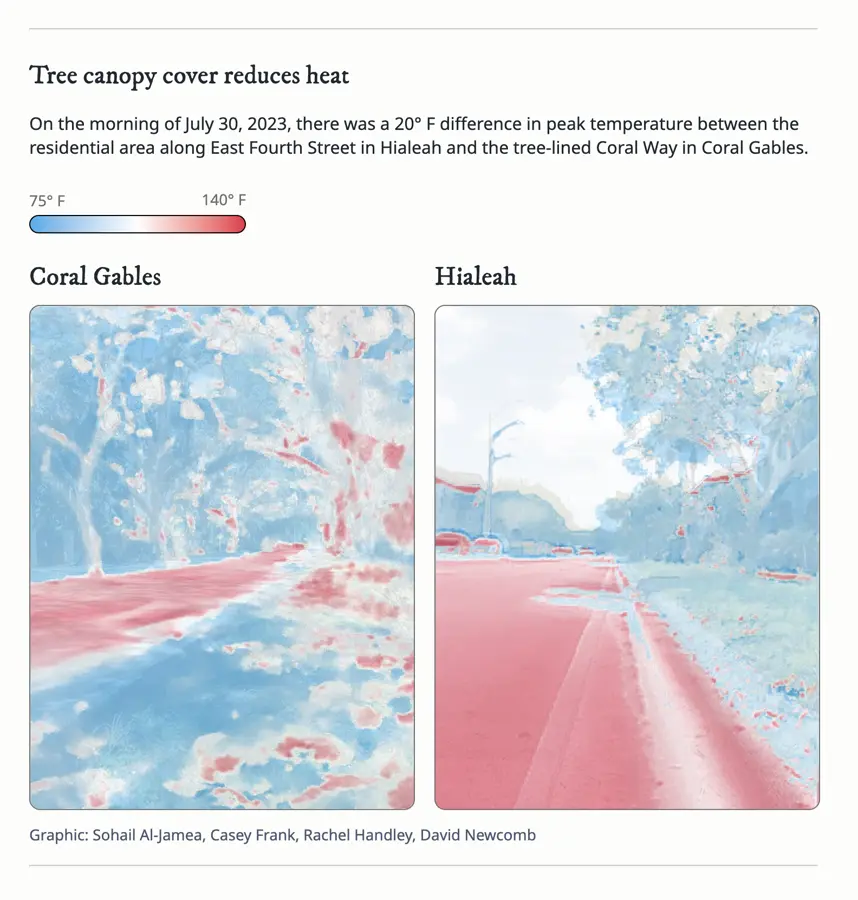 Tree canopy cover reduces heat
On the morning of July 30, 2023, there was a 20° F difference in peak temperature between the
residential area along East Fourth Street in Hialeah and the tree-lined Coral Way in Coral Gables.
75° F 140° F
Coral Gables
Hialeah
Graphic: Sohail Al-Jamea, Casey Frank, Rachel Handley, David Newcomb